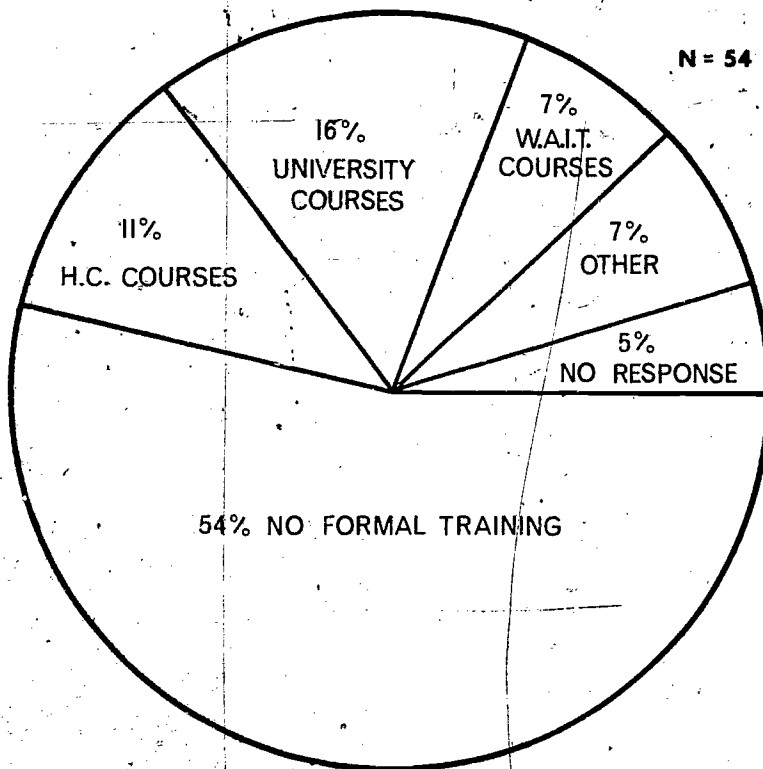 N = 54
16%
UNIVERSITY
COURSES
7%
W.A.I.T.
COURSES
11%
H.C. COURSES
7%
OTHER
5%
NO RESPONSE
54% NO FORMAL TRAINING